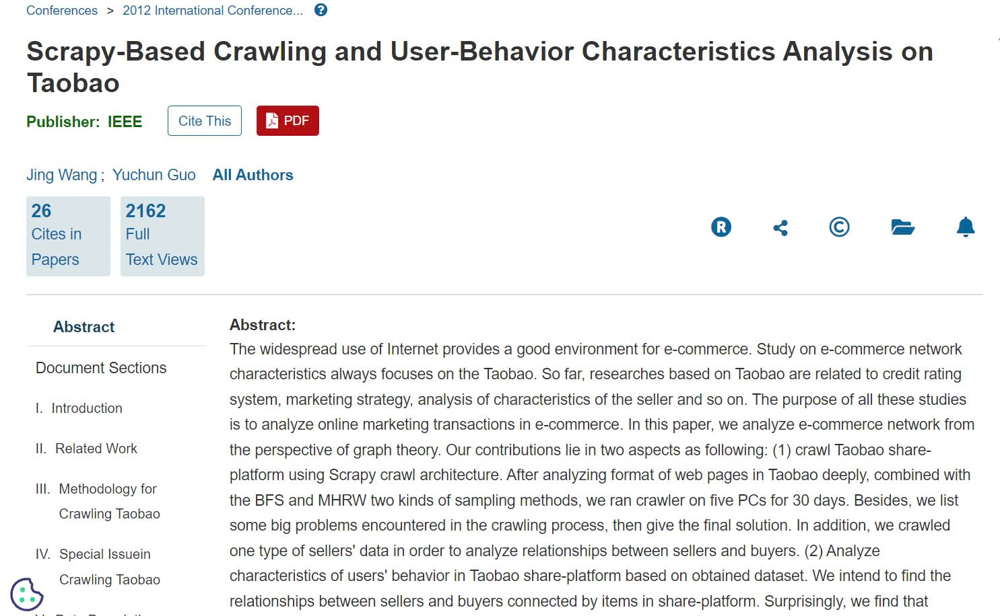 Conferences > 2012 International Conference... ?
Scrapy-Based Crawling and User-Behavior Characteristics Analysis on
Taobao
Publisher: IEEE Cite This PDF
Jing Wang ; Yuchun Guo All Authors
26
Cites in
Papers
2162
Full
Text Views
R
C
Abstract
Document Sections
I. Introduction
II. Related Work
III. Methodology for
Crawling Taobao
IV. Special Issuein
Crawling Taobao
Abstract:
The widespread use of Internet provides a good environment for e-commerce. Study on e-commerce network
characteristics always focuses on the Taobao. So far, researches based on Taobao are related to credit rating
system, marketing strategy, analysis of characteristics of the seller and so on. The purpose of all these studies
is to analyze online marketing transactions in e-commerce. In this paper, we analyze e-commerce network from
the perspective of graph theory. Our contributions lie in two aspects as following: (1) crawl Taobao share-
platform using Scrapy crawl architecture. After analyzing format of web pages in Taobao deeply, combined with
the BFS and MHRW two kinds of sampling methods, we ran crawler on five PCs for 30 days. Besides, we list
some big problems encountered in the crawling process, then give the final solution. In addition, we crawled
one type of sellers' data in order to analyze relationships between sellers and buyers. (2) Analyze
characteristics of users' behavior in Taobao share-platform based on obtained dataset. We intend to find the
relationships between sellers and buyers connected by items in share-platform. Surprisingly, we find that